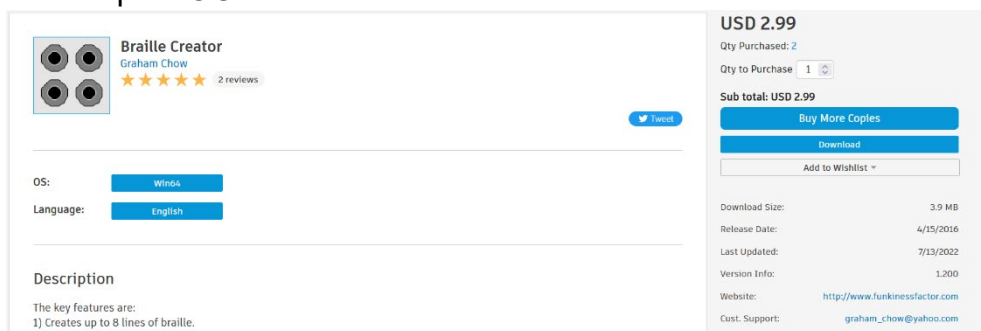 Braille Creator
Graham Chow
2 reviews
Tweet
OS: Win64
Language: English
Description
The key features are:
1) Creates up to 8 lines of braille.
USD 2.99
Qty Purchased: 2
Qty to Purchase 1
Sub total: USD 2.99
Buy More Copies
Download
Add to Wishlist
Download Size: 3.9 MB
Release Date: 4/15/2016
Last Updated: 7/13/2022
Version Info: 1.200
Website: http://www.funkinessfactor.com
Cust. Support: graham_chow@yahoo.com